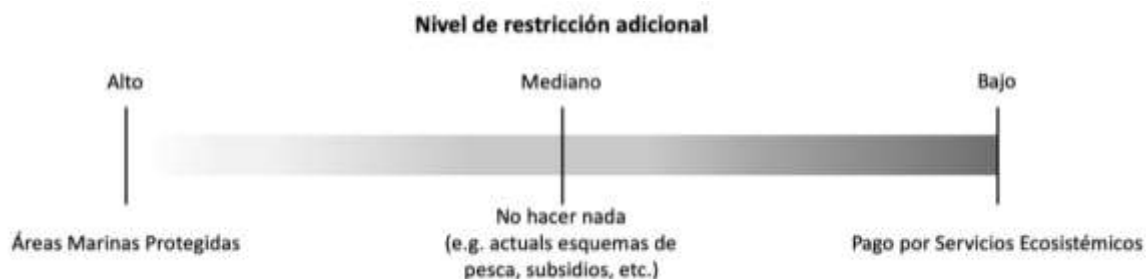 Nivel de restricción adicional
Alto
Mediano
Bajo
Áreas Marinas Protegidas
No hacer nada
(e.g. actuals esquemas de
pesca, subsidios, etc.)
Pago por Servicios Ecosistémicos